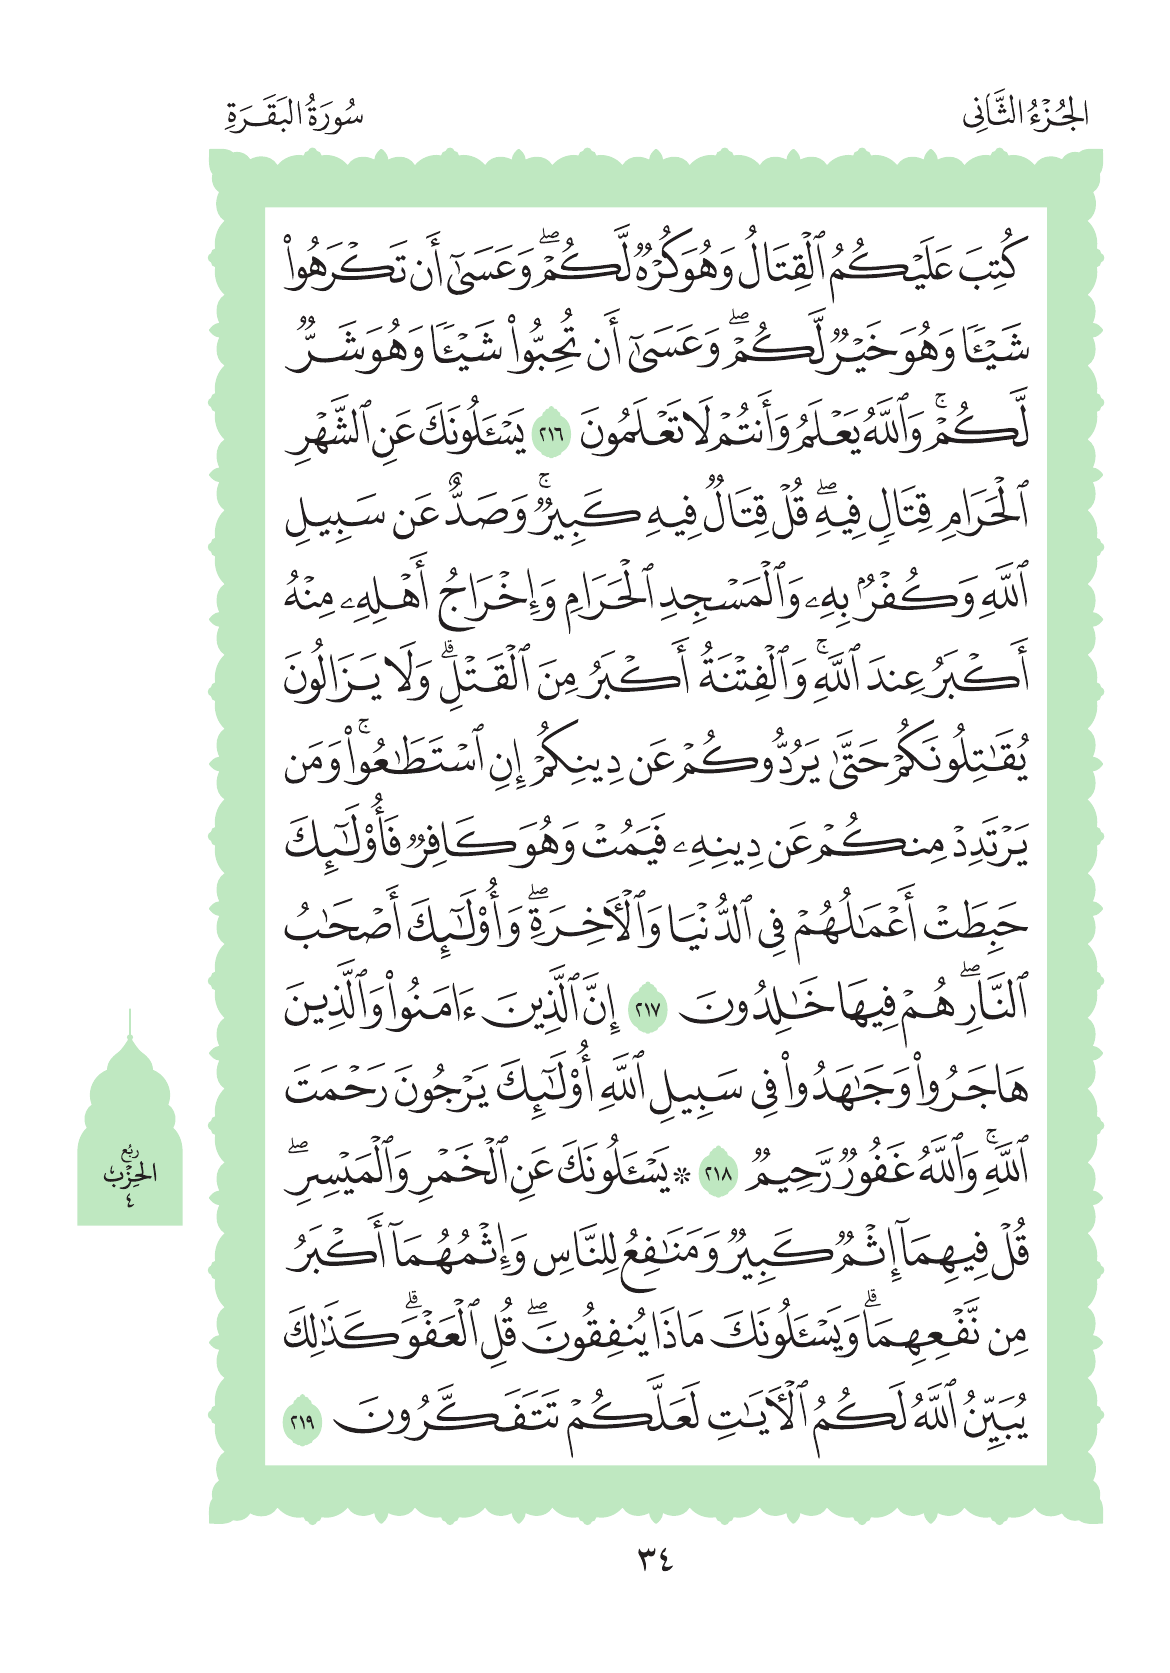 الجُزْءُ الثَّانِى
سُورَةُ البَقَرَةِ
كُتِبَ عَلَيْكُمُ ٱلْقِتَالُ وَهُوَ كُرْهٌ لَّكُمْ ۖ وَعَسَىٰٓ أَن تَكْرَهُوا۟
شَيْـًٔا وَهُوَ خَيْرٌ لَّكُمْ ۖ وَعَسَىٰٓ أَن تُحِبُّوا۟ شَيْـًٔا وَهُوَ شَرٌّ
لَّكُمْ ۚ وَٱللَّهُ يَعْلَمُ وَأَنتُمْ لَا تَعْلَمُونَ ٢١٦ يَسْـَٔلُونَكَ عَنِ ٱلشَّهْرِ
ٱلْحَرَامِ قِتَالٍ فِيهِ ۖ قُلْ قِتَالٌ فِيهِ كَبِيرٌ ۚ وَصَدٌّ عَن سَبِيلِ
ٱللَّهِ وَكُفْرٌۢ بِهِۦ وَٱلْمَسْجِدِ ٱلْحَرَامِ وَإِخْرَاجُ أَهْلِهِۦ مِنْهُ
أَكْبَرُ عِندَ ٱللَّهِ ۚ وَٱلْفِتْنَةُ أَكْبَرُ مِنَ ٱلْقَتْلِ ۗ وَلَا يَزَالُونَ
يُقَـٰتِلُونَكُمْ حَتَّىٰ يَرُدُّوكُمْ عَن دِينِكُمْ إِنِ ٱسْتَطَـٰعُوا۟ ۚ وَمَن
يَرْتَدِدْ مِنكُمْ عَن دِينِهِۦ فَيَمُتْ وَهُوَ كَافِرٌ فَأُو۟لَـٰٓئِكَ
حَبِطَتْ أَعْمَـٰلُهُمْ فِى ٱلدُّنْيَا وَٱلْـَٔاخِرَةِ ۖ وَأُو۟لَـٰٓئِكَ أَصْحَـٰبُ
ٱلنَّارِ ۖ هُمْ فِيهَا خَـٰلِدُونَ ٢١٧ إِنَّ ٱلَّذِينَ ءَامَنُوا۟ وَٱلَّذِينَ
هَاجَرُوا۟ وَجَـٰهَدُوا۟ فِى سَبِيلِ ٱللَّهِ أُو۟لَـٰٓئِكَ يَرْجُونَ رَحْمَتَ
ٱللَّهِ ۚ وَٱللَّهُ غَفُورٌ رَّحِيمٌ ٢١٨ ۞ يَسْـَٔلُونَكَ عَنِ ٱلْخَمْرِ وَٱلْمَيْسِرِ ۖ
قُلْ فِيهِمَآ إِثْمٌ كَبِيرٌ وَمَنَـٰفِعُ لِلنَّاسِ وَإِثْمُهُمَآ أَكْبَرُ
مِن نَّفْعِهِمَا ۗ وَيَسْـَٔلُونَكَ مَاذَا يُنفِقُونَ ۖ قُلِ ٱلْعَفْوَ ۗ كَذَٰلِكَ
يُبَيِّنُ ٱللَّهُ لَكُمُ ٱلْـَٔايَـٰتِ لَعَلَّكُمْ تَتَفَكَّرُونَ ٢١٩
رُبْع
الحِزْب
٤
٣٤